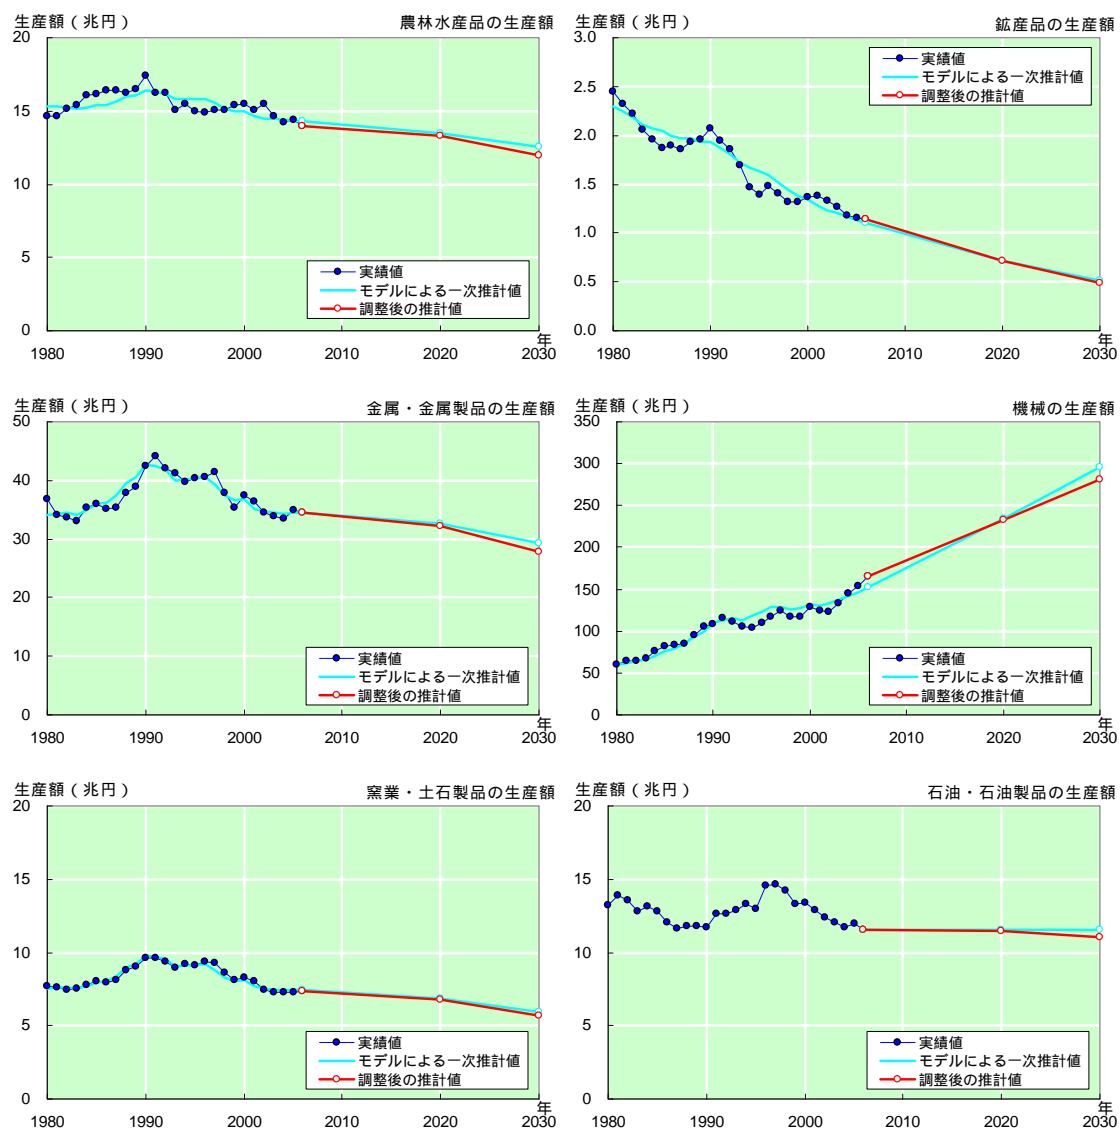 生産額（兆円）
農林水産品の生産額
20
15
10
5
0
実績値
モデルによる一次推計値
調整後の推計値
年
1980 1990 2000 2010 2020 2030
生産額（兆円）
鉱産品の生産額
3.0
2.5
2.0
1.5
1.0
0.5
0.0
実績値
モデルによる一次推計値
調整後の推計値
年
1980 1990 2000 2010 2020 2030
生産額（兆円）
金属・金属製品の生産額
50
40
30
20
10
0
実績値
モデルによる一次推計値
調整後の推計値
年
1980 1990 2000 2010 2020 2030
生産額（兆円）
機械の生産額
350
300
250
200
150
100
50
0
実績値
モデルによる一次推計値
調整後の推計値
年
1980 1990 2000 2010 2020 2030
生産額（兆円）
窯業・土石製品の生産額
20
15
10
5
0
実績値
モデルによる一次推計値
調整後の推計値
年
1980 1990 2000 2010 2020 2030
生産額（兆円）
石油・石油製品の生産額
20
15
10
5
0
実績値
モデルによる一次推計値
調整後の推計値
年
1980 1990 2000 2010 2020 2030